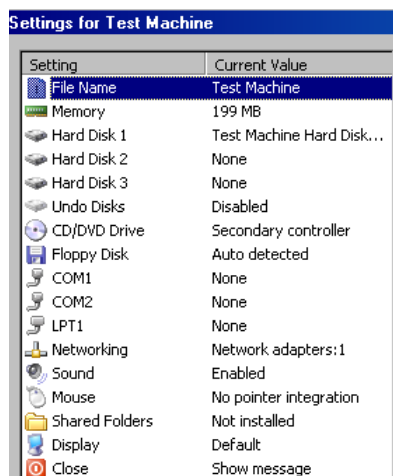 Settings for Test Machine
Setting Current Value
File Name Test Machine
Memory 199 MB
Hard Disk 1 Test Machine Hard Disk...
Hard Disk 2 None
Hard Disk 3 None
Undo Disks Disabled
CD/DVD Drive Secondary controller
Floppy Disk Auto detected
COM1 None
COM2 None
LPT1 None
Networking Network adapters:1
Sound Enabled
Mouse No pointer integration
Shared Folders Not installed
Display Default
Close Show message